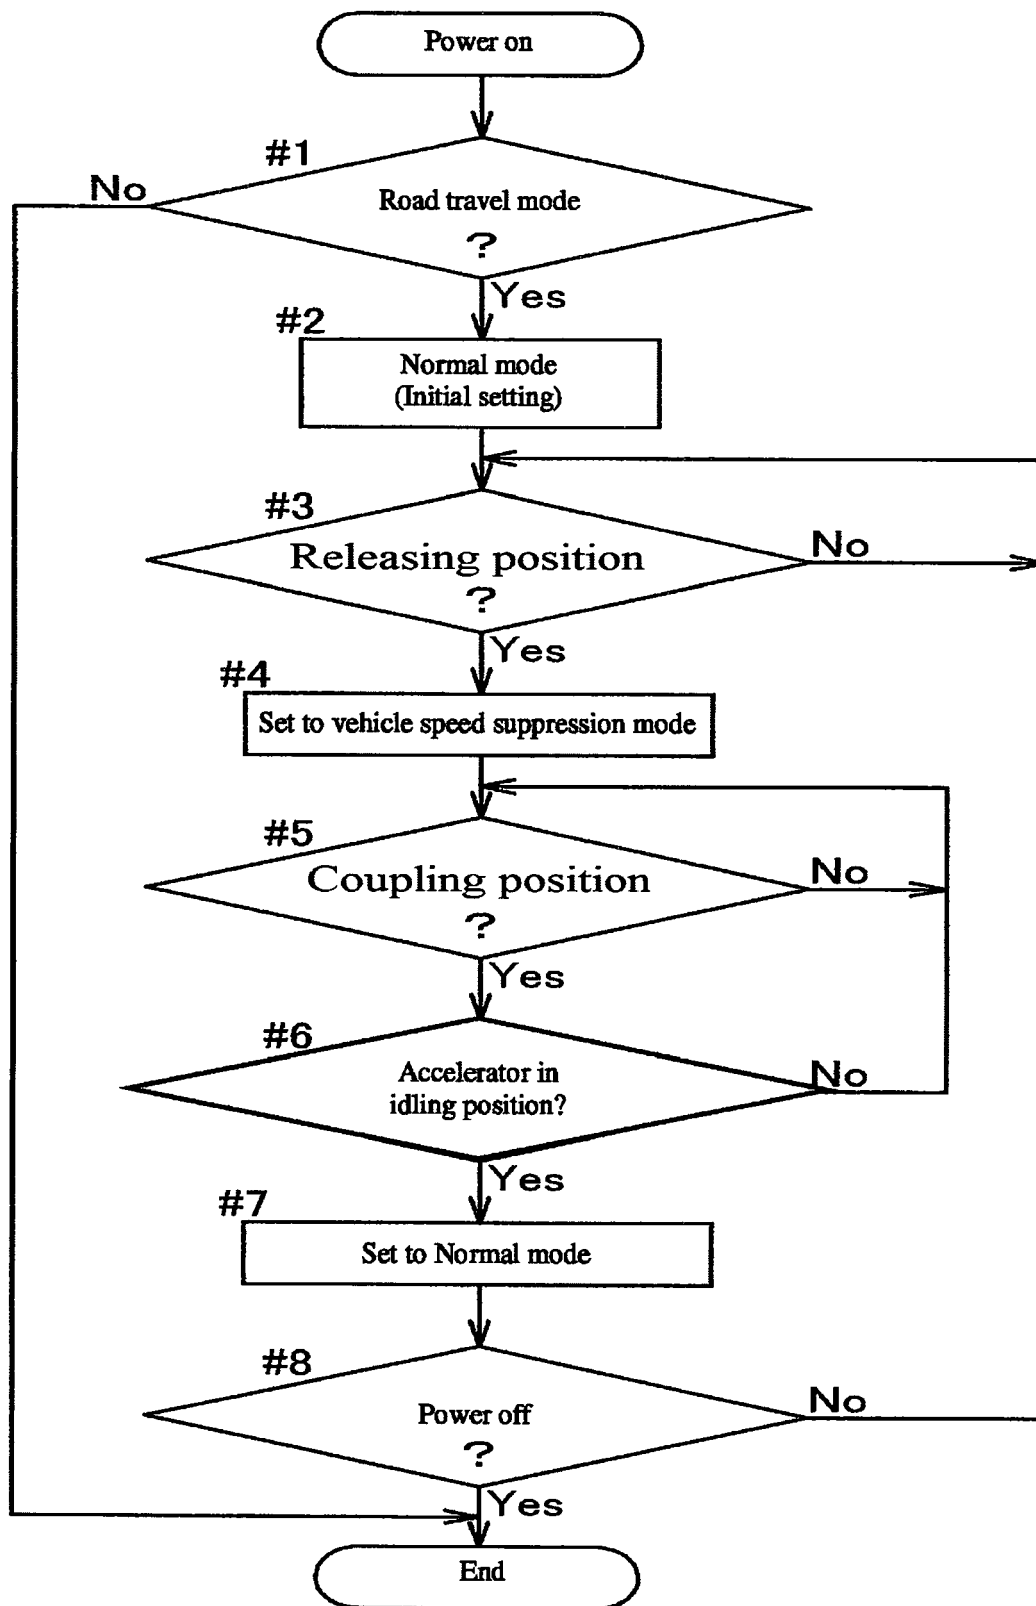 Power on
#1
No
Road travel mode
?
Yes
#2
Normal mode
(Initial setting)
#3
Releasing position
?
No
Yes
#4
Set to vehicle speed suppression mode
#5
Coupling position
?
No
Yes
#6
Accelerator in
idling position?
No
Yes
#7
Set to Normal mode
#8
Power off
?
No
Yes
End